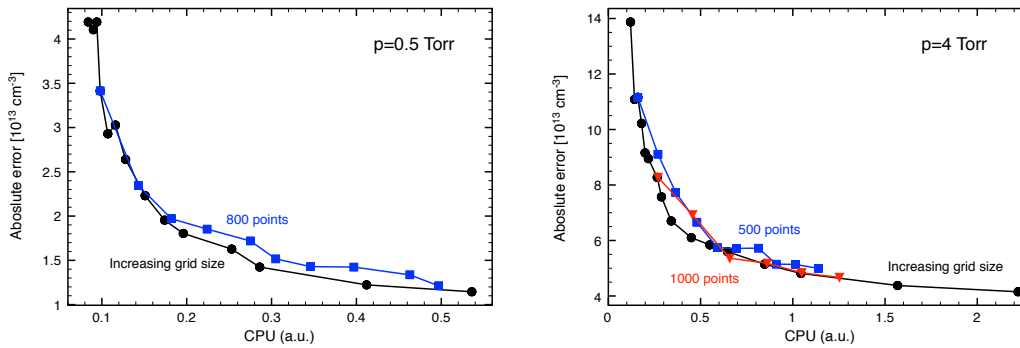 4
3.5
3
2.5
2
1.5
1
Aboslute error [10¹³ cm⁻³]
p=0.5 Torr
800 points
Increasing grid size
0.1
0.2
0.3
0.4
0.5
CPU (a.u.)
14
12
10
8
6
4
Aboslute error [10¹³ cm⁻³]
p=4 Torr
500 points
1000 points
Increasing grid size
0
0.5
1
1.5
2
CPU (a.u.)